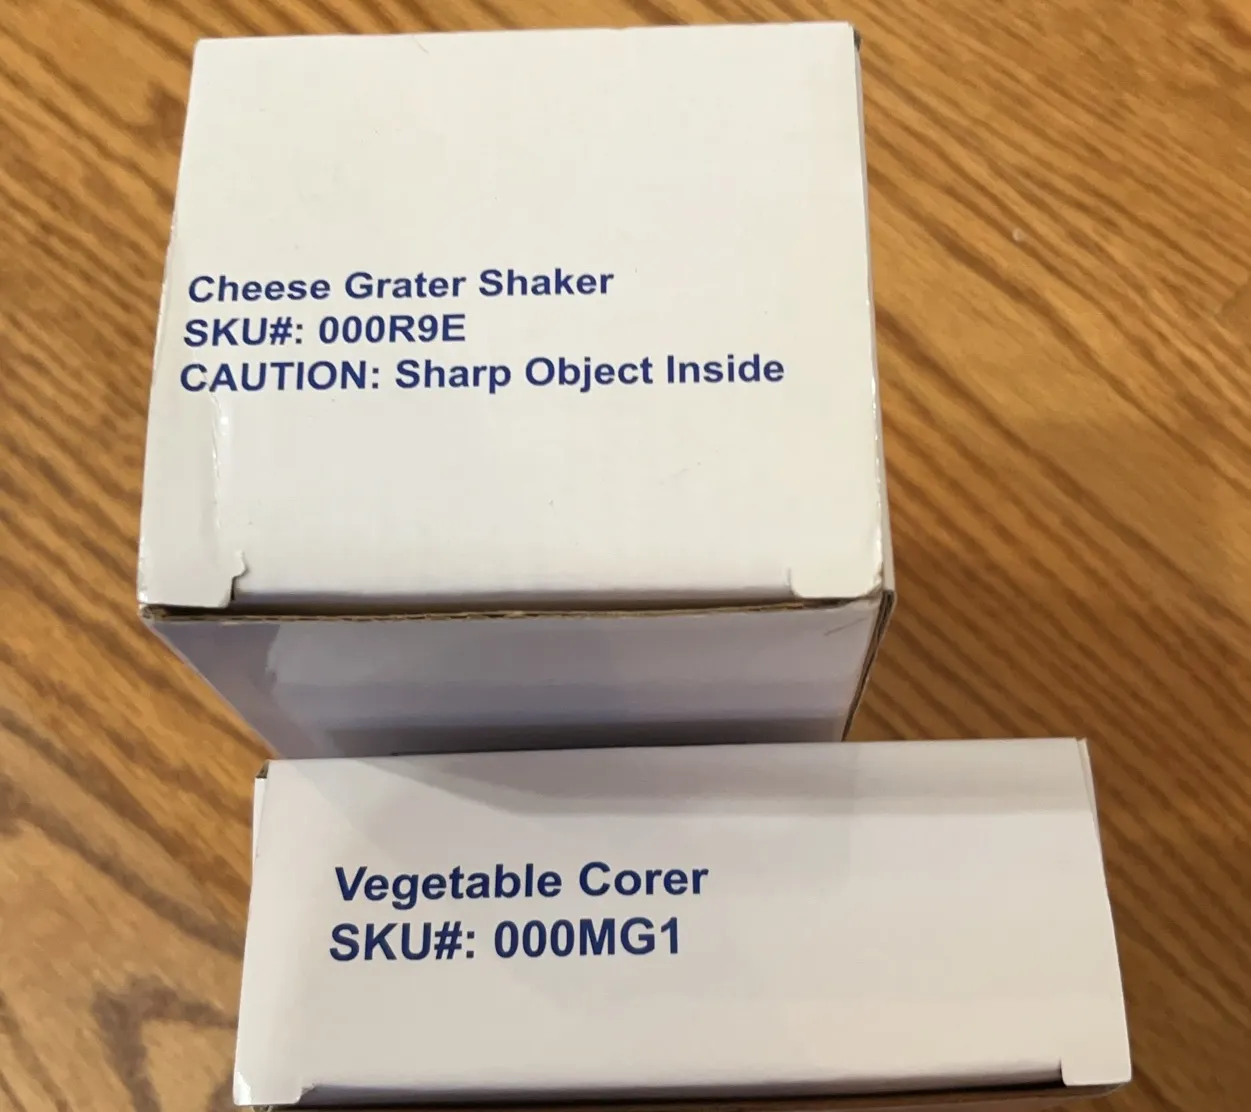 Cheese Grater Shaker
SKU#: 000R9E
CAUTION: Sharp Object Inside
Vegetable Corer
SKU#: 000MG1